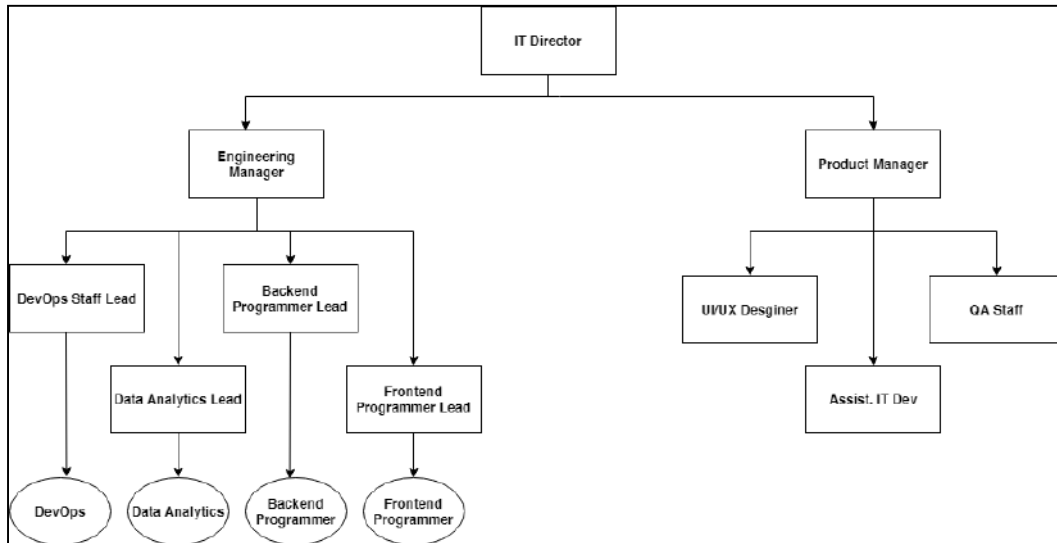 IT Director
Engineering
Manager
Product Manager
DevOps Staff Lead
Backend
Programmer Lead
UI/UX Desginer
QA Staff
Data Analytics Lead
Frontend
Programmer Lead
Assist. IT Dev
DevOps
Data Analytics
Backend
Programmer
Frontend
Programmer